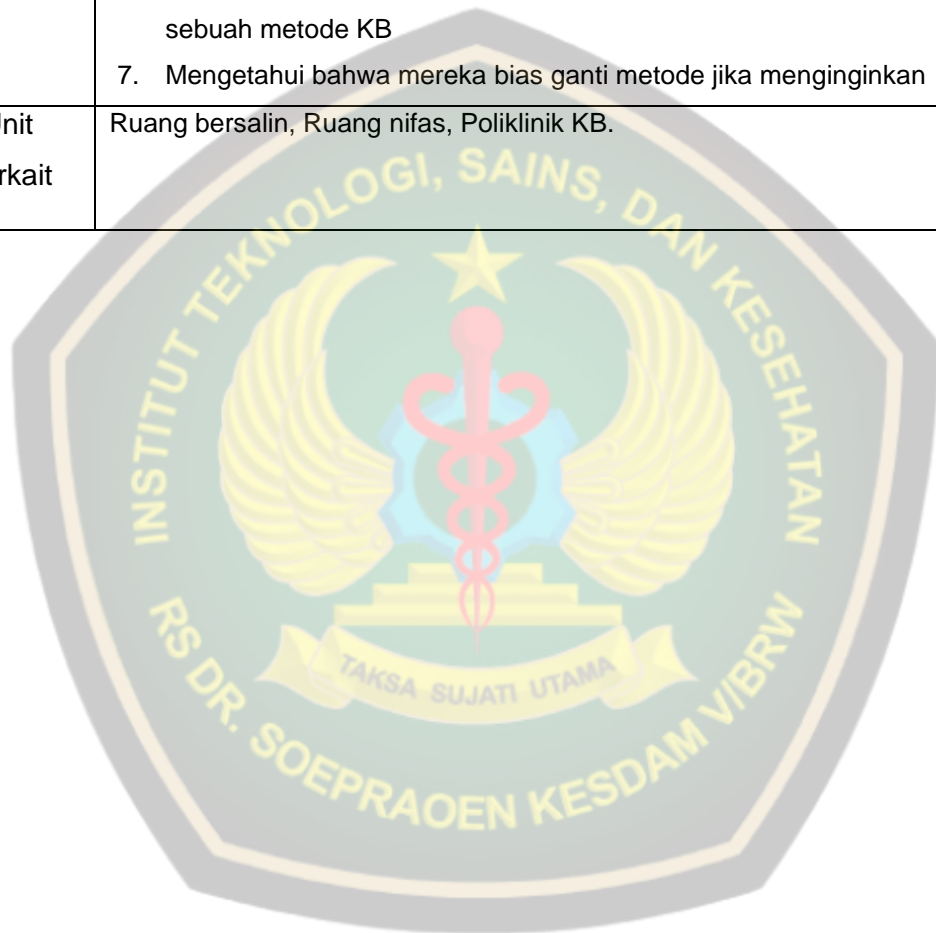 sebuah metode KB
7. Mengetahui bahwa mereka bias ganti metode jika menginginkan
Unit Ruang bersalin, Ruang nifas, Poliklinik KB.
rkait
INSTITUT TEKNOLOGI, SAINS, DAN KESEHATAN
TAKSA SUJATI UTAMA
RS DR. SOEPRAOEN KESDAM V/BRW